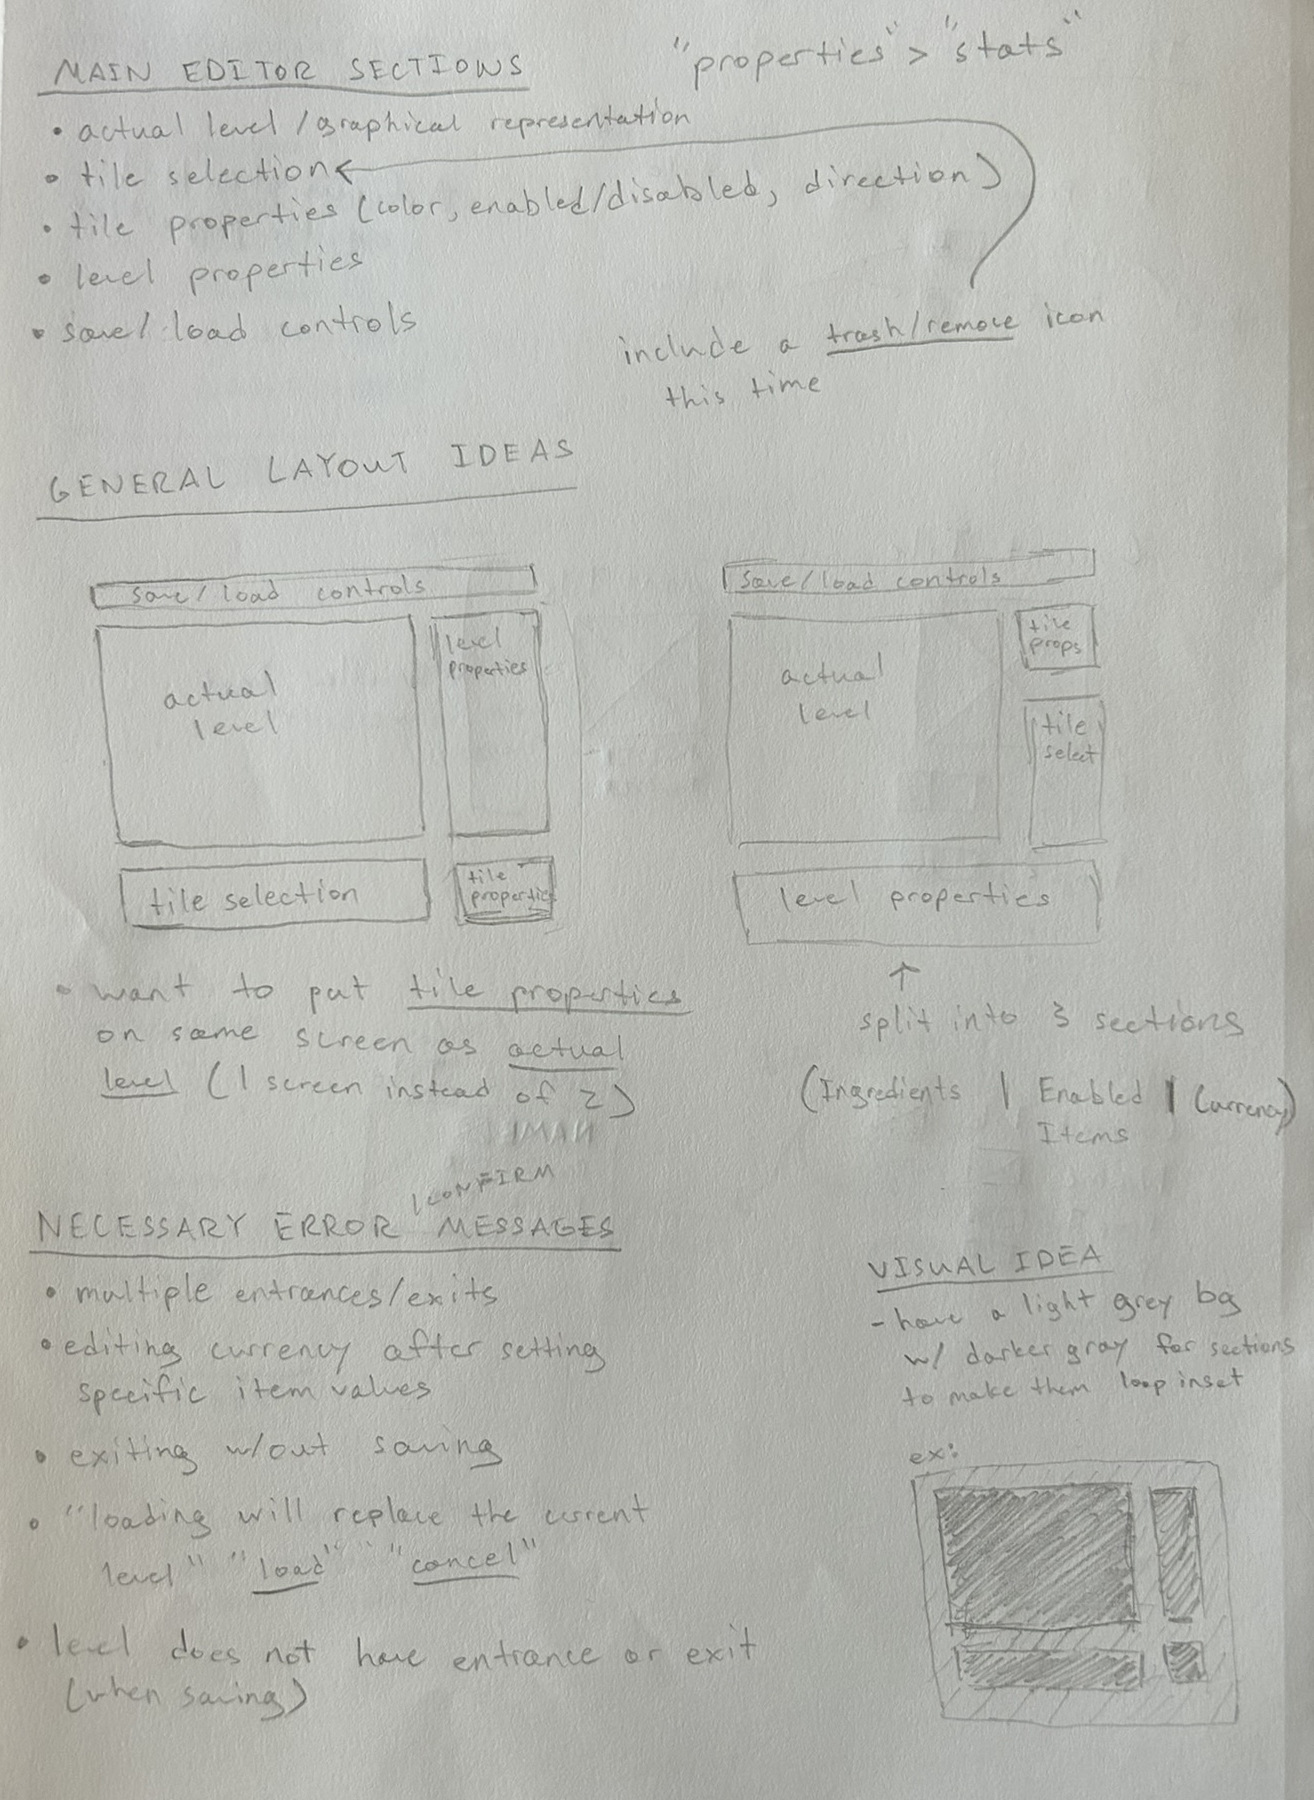 "properties" > "stats"
MAIN EDITOR SECTIONS
• actual level/graphical representation
• tile selection
• tile properties (color, enabled/disabled, direction)
• level properties
• save/load controls
include a trash/remove icon
this time
GENERAL LAYOUT IDEAS
save/load controls
actual
level
level
properties
tile selection
tile
properties
save/load controls
actual
level
tile
props
tile
select
level properties
• want to put tile properties
on same screen as actual
level (1 screen instead of 2)
split into 3 sections
(Ingredients | Enabled | Currency)
Items
NECESSARY ERROR /CONFIRM MESSAGES
• multiple entrances/exits
• editing currency after setting
specific item values
• exiting w/out saving
• "loading will replace the current
level" "load" "cancel"
• level does not have entrance or exit
(when saving)
VISUAL IDEA
- have a light grey bg
w/ darker gray for sections
to make them loop inset
ex: